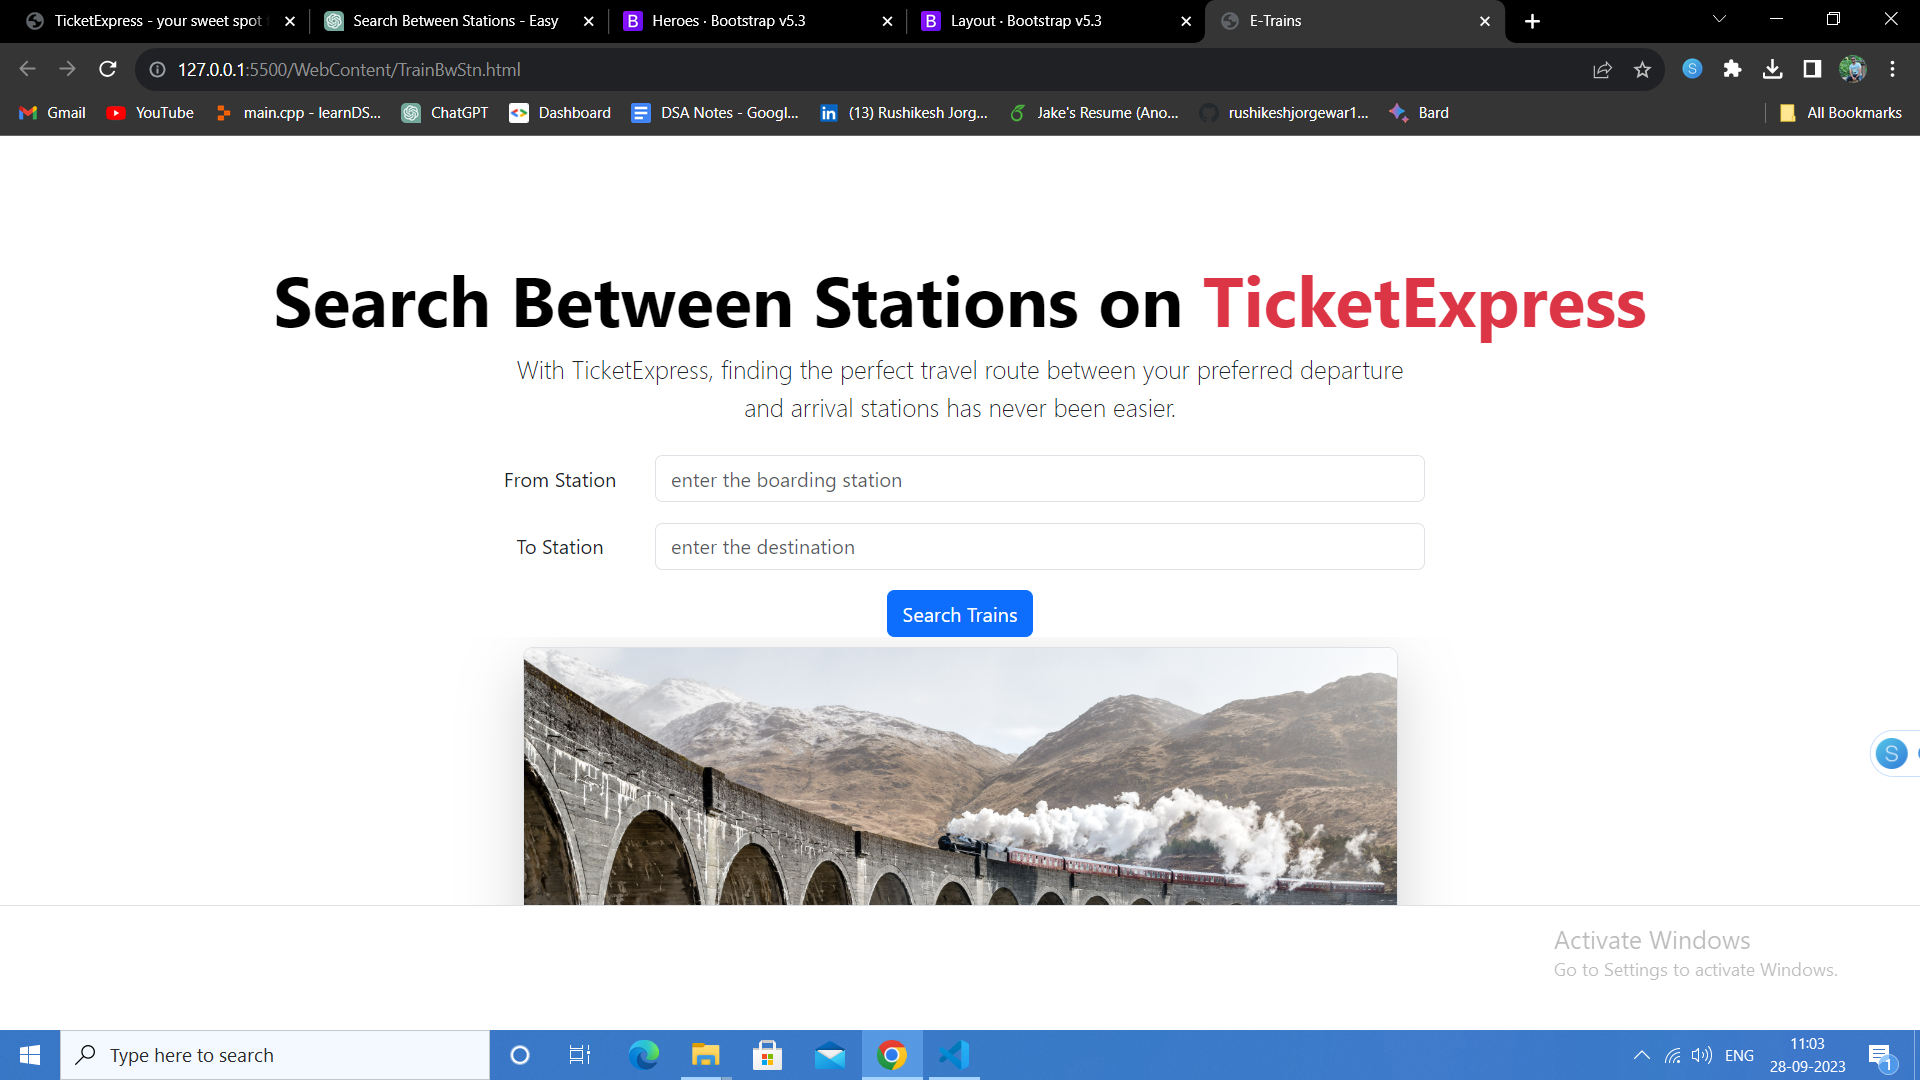 TicketExpress - your sweet spot
Search Between Stations - Easy
Heroes · Bootstrap v5.3
Layout · Bootstrap v5.3
E-Trains
127.0.0.1:5500/WebContent/TrainBwStn.html
Gmail
YouTube
main.cpp - learnDS...
ChatGPT
Dashboard
DSA Notes - Googl...
(13) Rushikesh Jorg...
Jake's Resume (Ano...
rushikeshjorgewar1...
Bard
All Bookmarks
Search Between Stations on TicketExpress
With TicketExpress, finding the perfect travel route between your preferred departure
and arrival stations has never been easier.
From Station
enter the boarding station
To Station
enter the destination
Search Trains
Activate Windows
Go to Settings to activate Windows.
Type here to search
ENG
11:03
28-09-2023
1